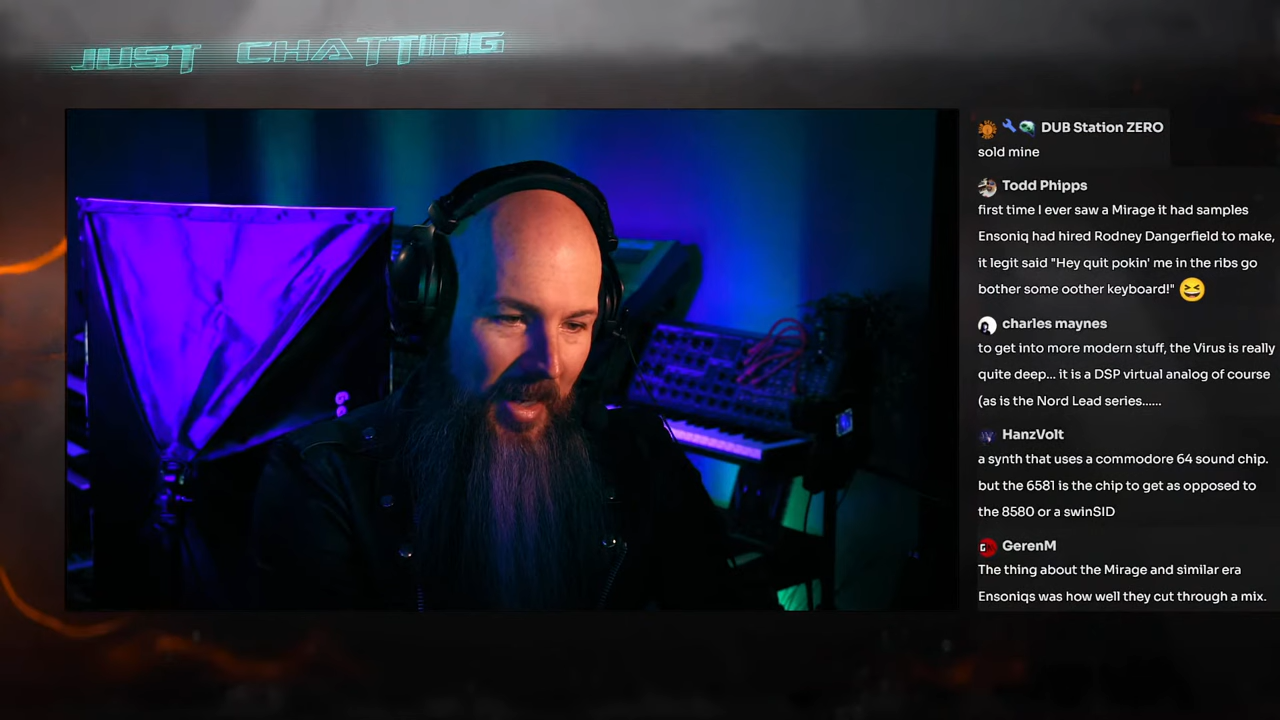 JUST CHATTING
DUB Station ZERO
sold mine
Todd Phipps
first time I ever saw a Mirage it had samples
Ensoniq had hired Rodney Dangerfield to make,
it legit said "Hey quit pokin' me in the ribs go
bother some oother keyboard!" 😆
charles maynes
to get into more modern stuff, the Virus is really
quite deep... it is a DSP virtual analog of course
(as is the Nord Lead series......
HanzVolt
a synth that uses a commodore 64 sound chip.
but the 6581 is the chip to get as opposed to
the 8580 or a swinSID
GerenM
The thing about the Mirage and similar era
Ensoniqs was how well they cut through a mix.